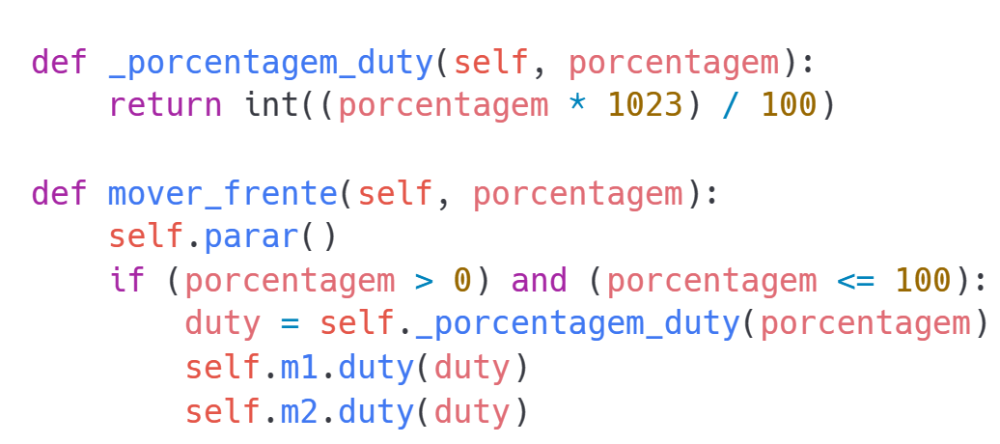 def _porcentagem_duty(self, porcentagem):
    return int((porcentagem * 1023) / 100)

def mover_frente(self, porcentagem):
    self.parar()
    if (porcentagem > 0) and (porcentagem <= 100):
        duty = self._porcentagem_duty(porcentagem)
        self.m1.duty(duty)
        self.m2.duty(duty)